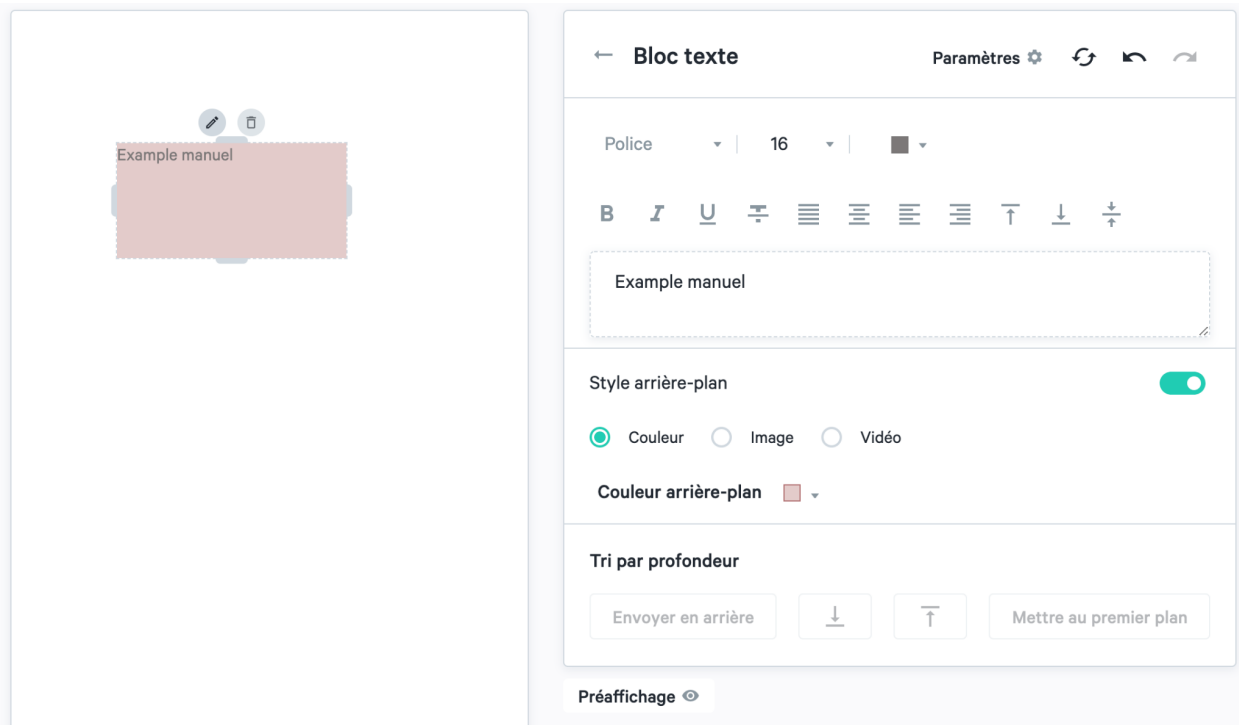 Example manuel
Bloc texte
Paramètres
Police
16
B I U
Example manuel
Style arrière-plan
Couleur Image Vidéo
Couleur arrière-plan
Tri par profondeur
Envoyer en arrière Mettre au premier plan
Préaffichage